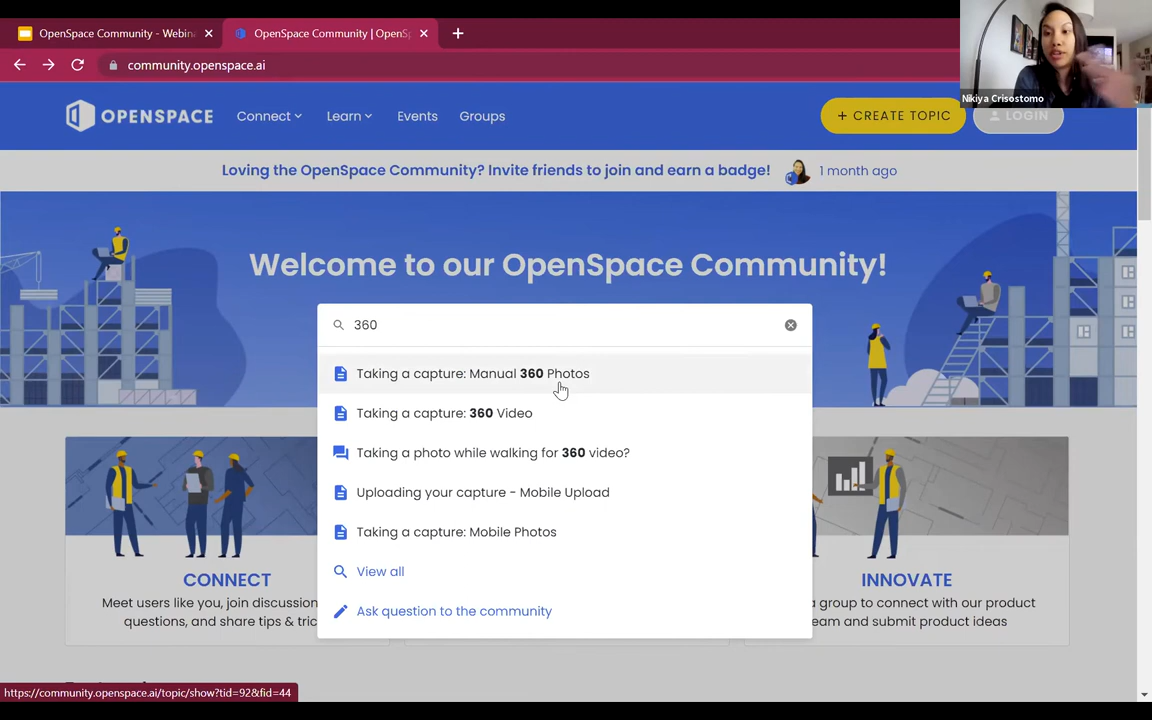 OpenSpace Community - Webin
OpenSpace Community | OpenS
community.openspace.ai
Nikiya Crisostomo
OPENSPACE
Connect
Learn
Events
Groups
+ CREATE TOPIC
LOGIN
Loving the OpenSpace Community? Invite friends to join and earn a badge!
1 month ago
Welcome to our OpenSpace Community!
360
Taking a capture: Manual 360 Photos
Taking a capture: 360 Video
Taking a photo while walking for 360 video?
Uploading your capture - Mobile Upload
Taking a capture: Mobile Photos
View all
Ask question to the community
CONNECT
Meet users like you, join discussion
questions, and share tips & tric
INNOVATE
a group to connect with our product
team and submit product ideas
https://community.openspace.ai/topic/show?tid=92&fid=44